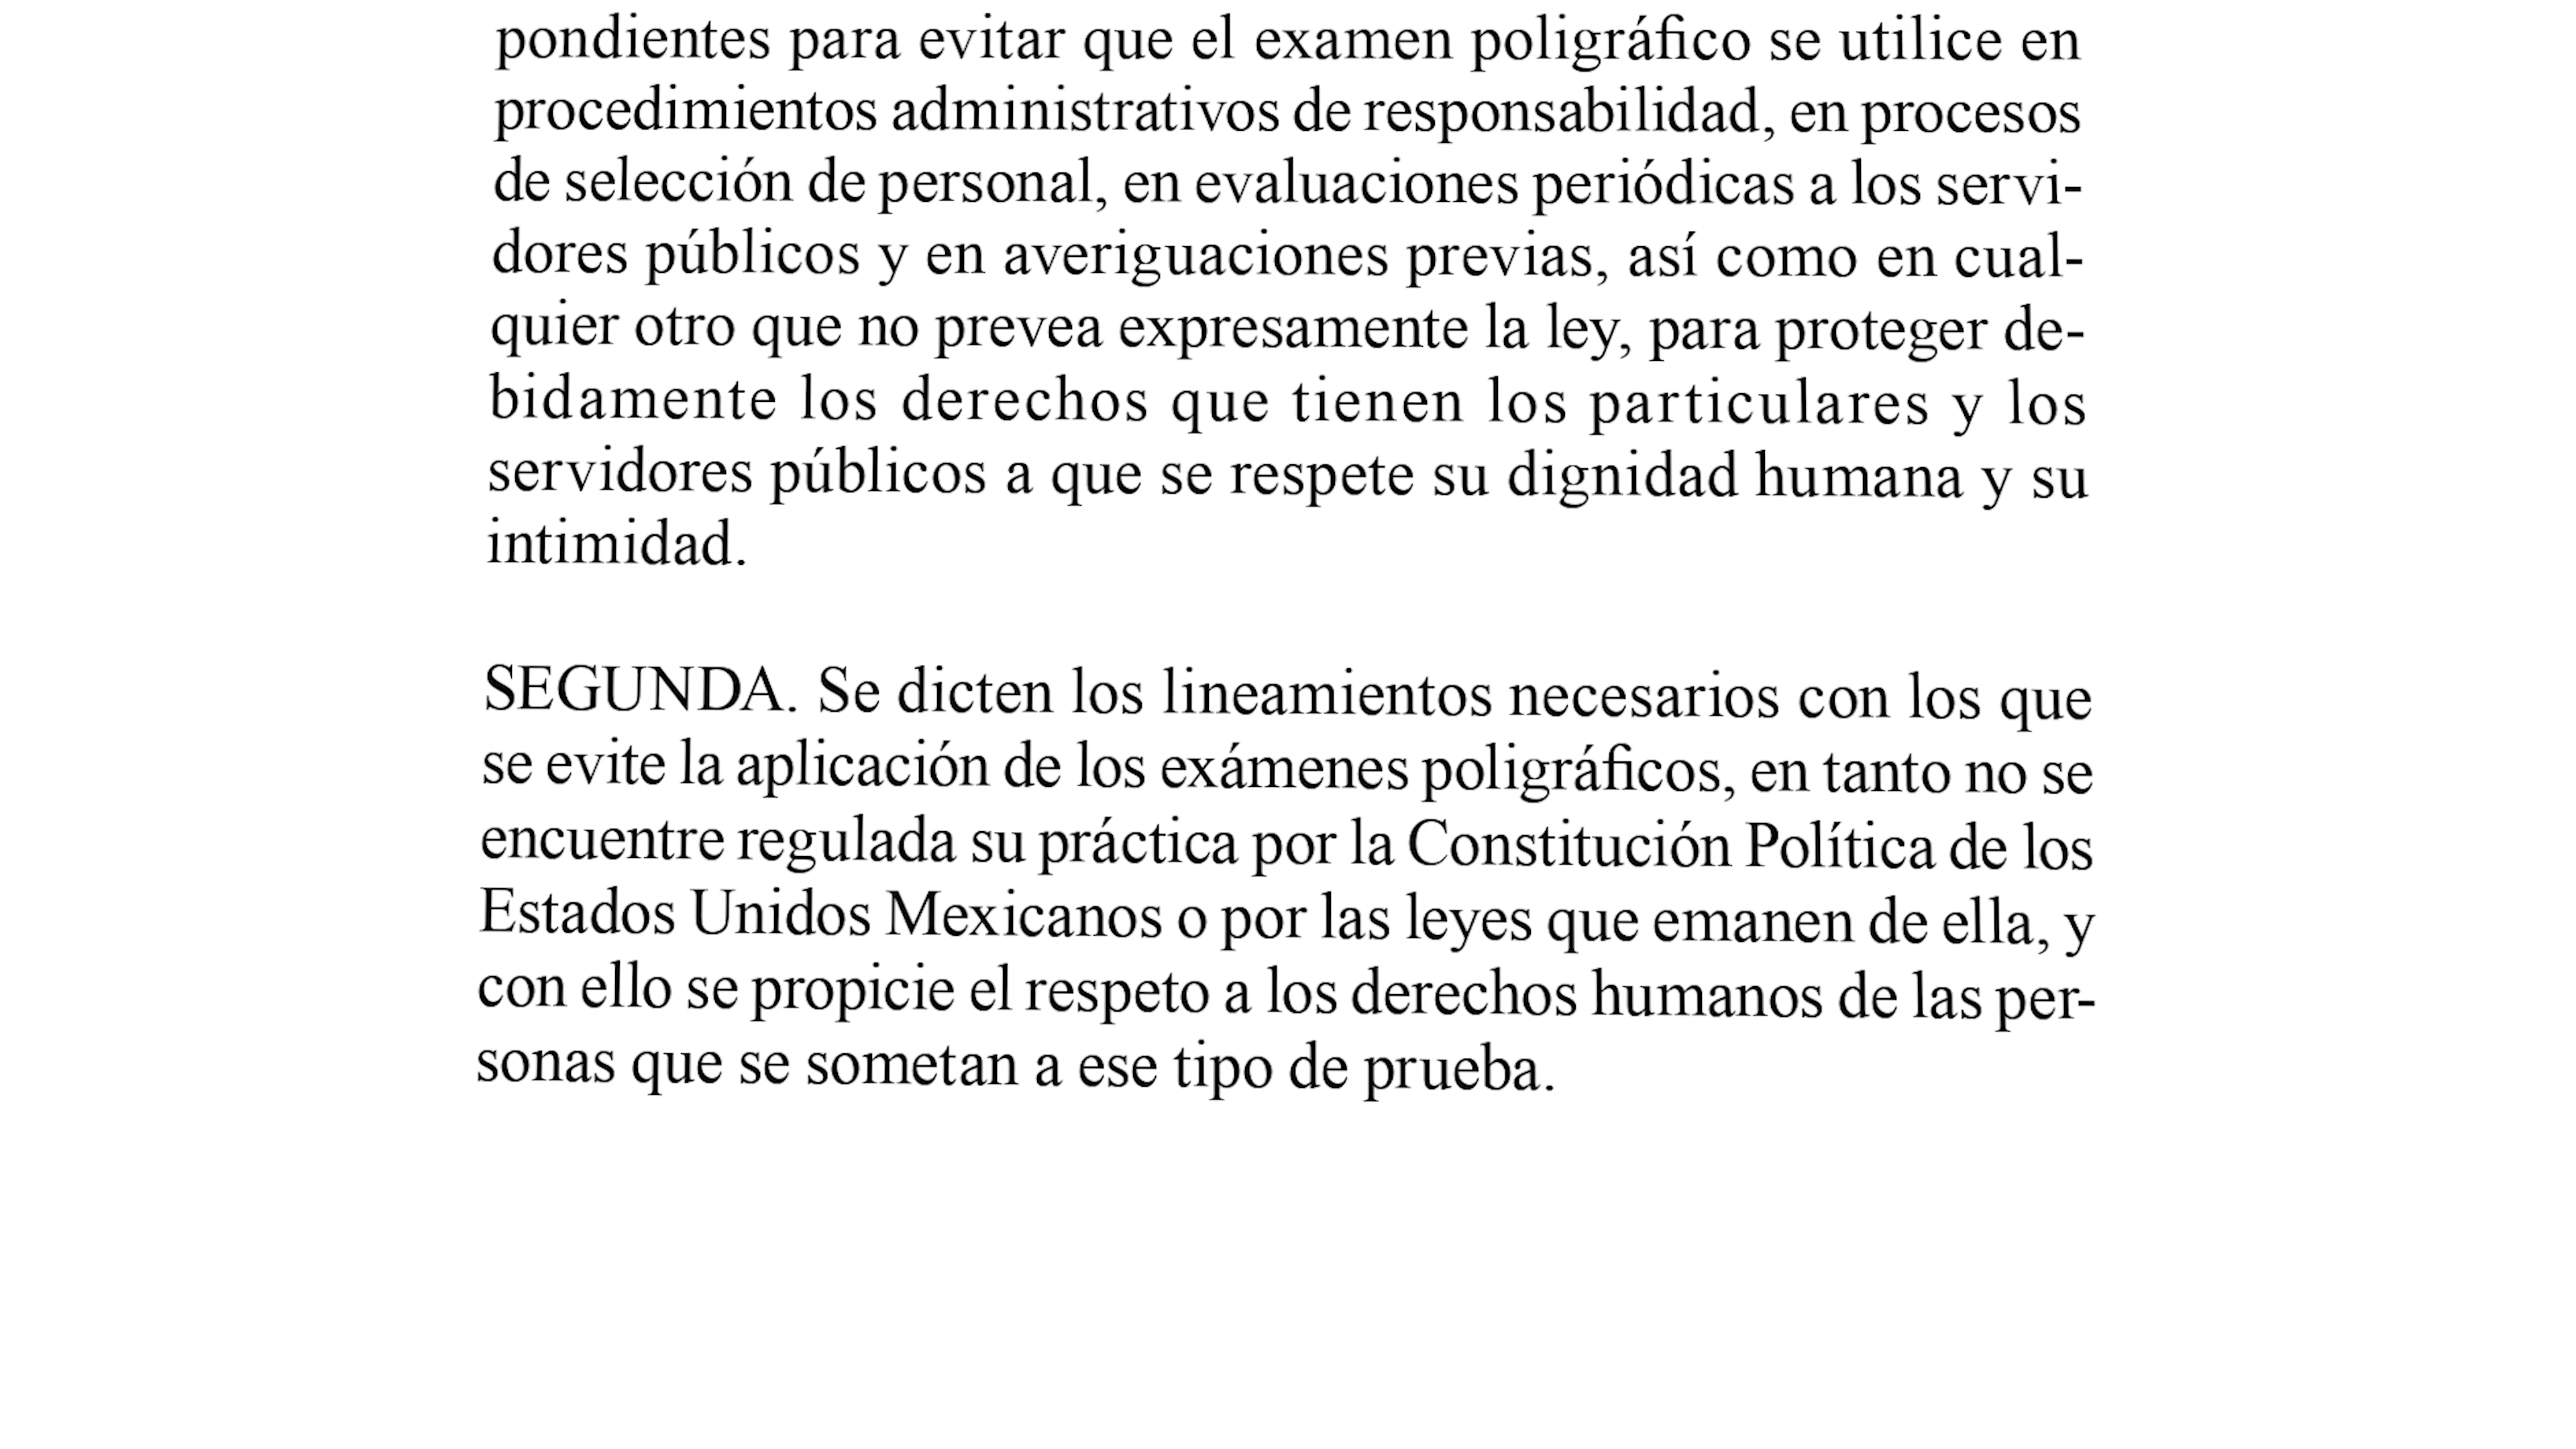 pondientes para evitar que el examen poligráfico se utilice en
procedimientos administrativos de responsabilidad, en procesos
de selección de personal, en evaluaciones periódicas a los servi-
dores públicos y en averiguaciones previas, así como en cual-
quier otro que no prevea expresamente la ley, para proteger de-
bidamente los derechos que tienen los particulares y los
servidores públicos a que se respete su dignidad humana y su
intimidad.
SEGUNDA. Se dicten los lineamientos necesarios con los que
se evite la aplicación de los exámenes poligráficos, en tanto no se
encuentre regulada su práctica por la Constitución Política de los
Estados Unidos Mexicanos o por las leyes que emanen de ella, y
con ello se propicie el respeto a los derechos humanos de las per-
sonas que se sometan a ese tipo de prueba.